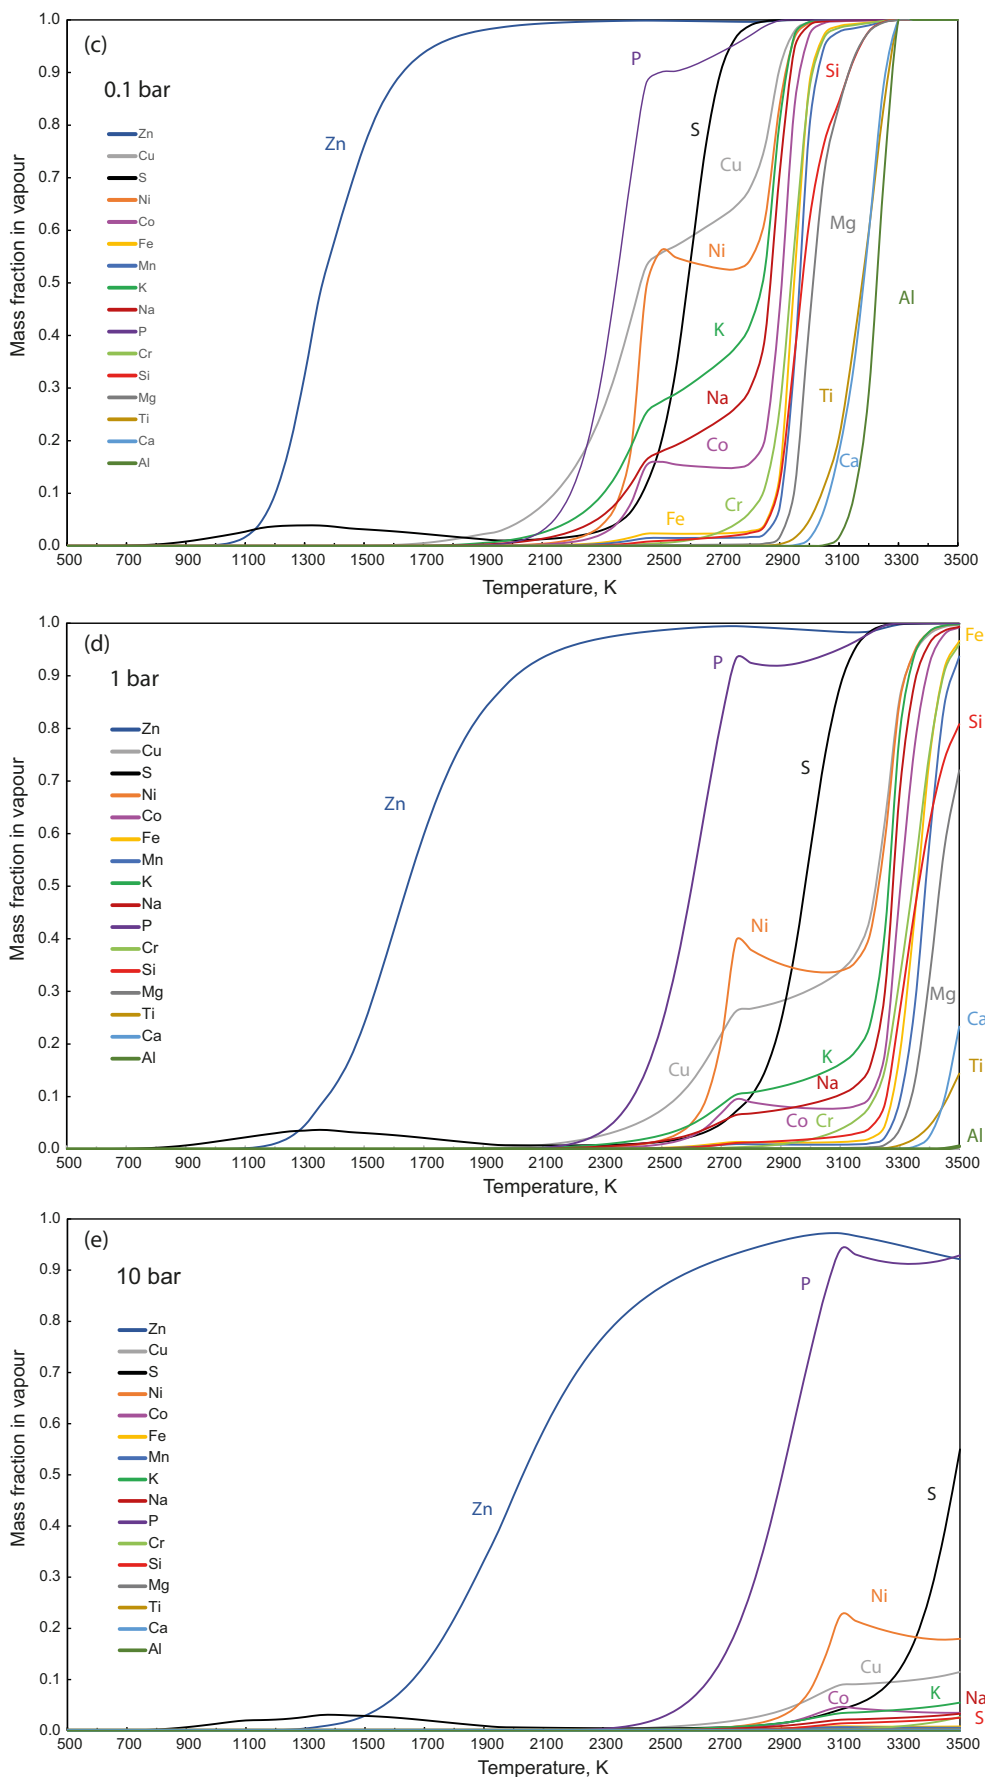 (c)
0.1 bar
Zn
Cu
S
Ni
Co
Fe
Mn
K
Na
P
Cr
Si
Mg
Ti
Ca
Al
Mass fraction in vapour
1.0
0.9
0.8
0.7
0.6
0.5
0.4
0.3
0.2
0.1
0.0
Zn
P
S
Cu
Ni
K
Na
Co
Fe
Cr
Si
Mg
Ti
Ca
Al
500 700 900 1100 1300 1500 1700 1900 2100 2300 2500 2700 2900 3100 3300 3500
Temperature, K
(d)
1 bar
Zn
Cu
S
Ni
Co
Fe
Mn
K
Na
P
Cr
Si
Mg
Ti
Ca
Al
Mass fraction in vapour
1.0
0.9
0.8
0.7
0.6
0.5
0.4
0.3
0.2
0.1
0.0
Zn
P
S
Ni
Cu
K
Na
Co
Cr
Fe
Si
Mg
Ca
Ti
Al
500 700 900 1100 1300 1500 1700 1900 2100 2300 2500 2700 2900 3100 3300 3500
Temperature, K
(e)
10 bar
Zn
Cu
S
Ni
Co
Fe
Mn
K
Na
P
Cr
Si
Mg
Ti
Ca
Al
Mass fraction in vapour
1.0
0.9
0.8
0.7
0.6
0.5
0.4
0.3
0.2
0.1
0.0
Zn
P
S
Ni
Cu
Co
K
Na
S
500 700 900 1100 1300 1500 1700 1900 2100 2300 2500 2700 2900 3100 3300 3500
Temperature, K